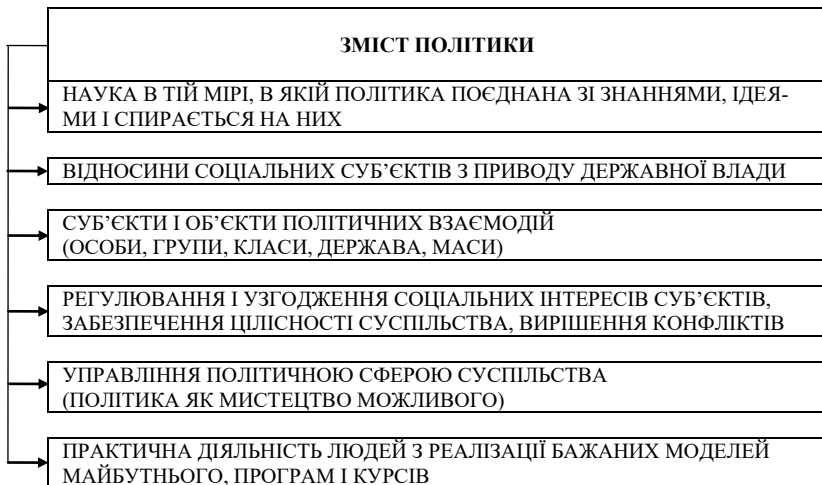 ЗМІСТ ПОЛІТИКИ
НАУКА В ТІЙ МІРІ, В ЯКІЙ ПОЛІТИКА ПОЄДНАНА ЗІ ЗНАННЯМИ, ІДЕЯ-
МИ І СПИРАЄТЬСЯ НА НИХ
ВІДНОСИНИ СОЦІАЛЬНИХ СУБ’ЄКТІВ З ПРИВОДУ ДЕРЖАВНОЇ ВЛАДИ
СУБ’ЄКТИ І ОБ’ЄКТИ ПОЛІТИЧНИХ ВЗАЄМОДІЙ
(ОСОБИ, ГРУПИ, КЛАСИ, ДЕРЖАВА, МАСИ)
РЕГУЛЮВАННЯ І УЗГОДЖЕННЯ СОЦІАЛЬНИХ ІНТЕРЕСІВ СУБ’ЄКТІВ,
ЗАБЕЗПЕЧЕННЯ ЦІЛІСНОСТІ СУСПІЛЬСТВА, ВИРІШЕННЯ КОНФЛІКТІВ
УПРАВЛІННЯ ПОЛІТИЧНОЮ СФЕРОЮ СУСПІЛЬСТВА
(ПОЛІТИКА ЯК МИСТЕЦТВО МОЖЛИВОГО)
ПРАКТИЧНА ДІЯЛЬНІСТЬ ЛЮДЕЙ З РЕАЛІЗАЦІЇ БАЖАНИХ МОДЕЛЕЙ
МАЙБУТНЬОГО, ПРОГРАМ І КУРСІВ